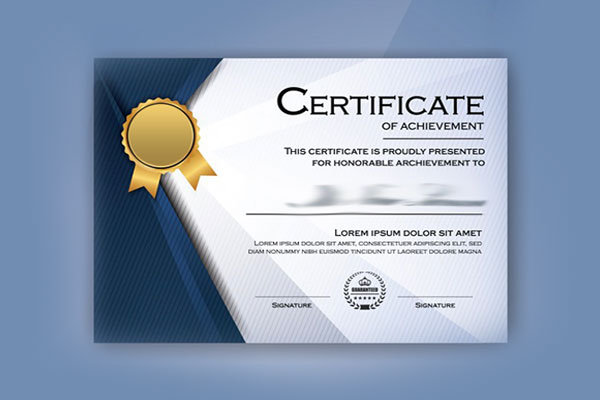 CERTIFICATE
OF ACHIEVEMENT
THIS CERTIFICATE IS PROUDLY PRESENTED
FOR HONORABLE ARCHIEVEMENT TO
LOREM IPSUM DOLOR SIT AMET
LOREM IPSUM DOLOR SIT AMET, CONSECTETUER ADIPISCING ELIT, SED
DIAM NONUMMY NIBH EUISMOD TINCIDUNT UT LAOREET DOLORE MAGNA
GUARANTEED
SIGNATURE
SIGNATURE